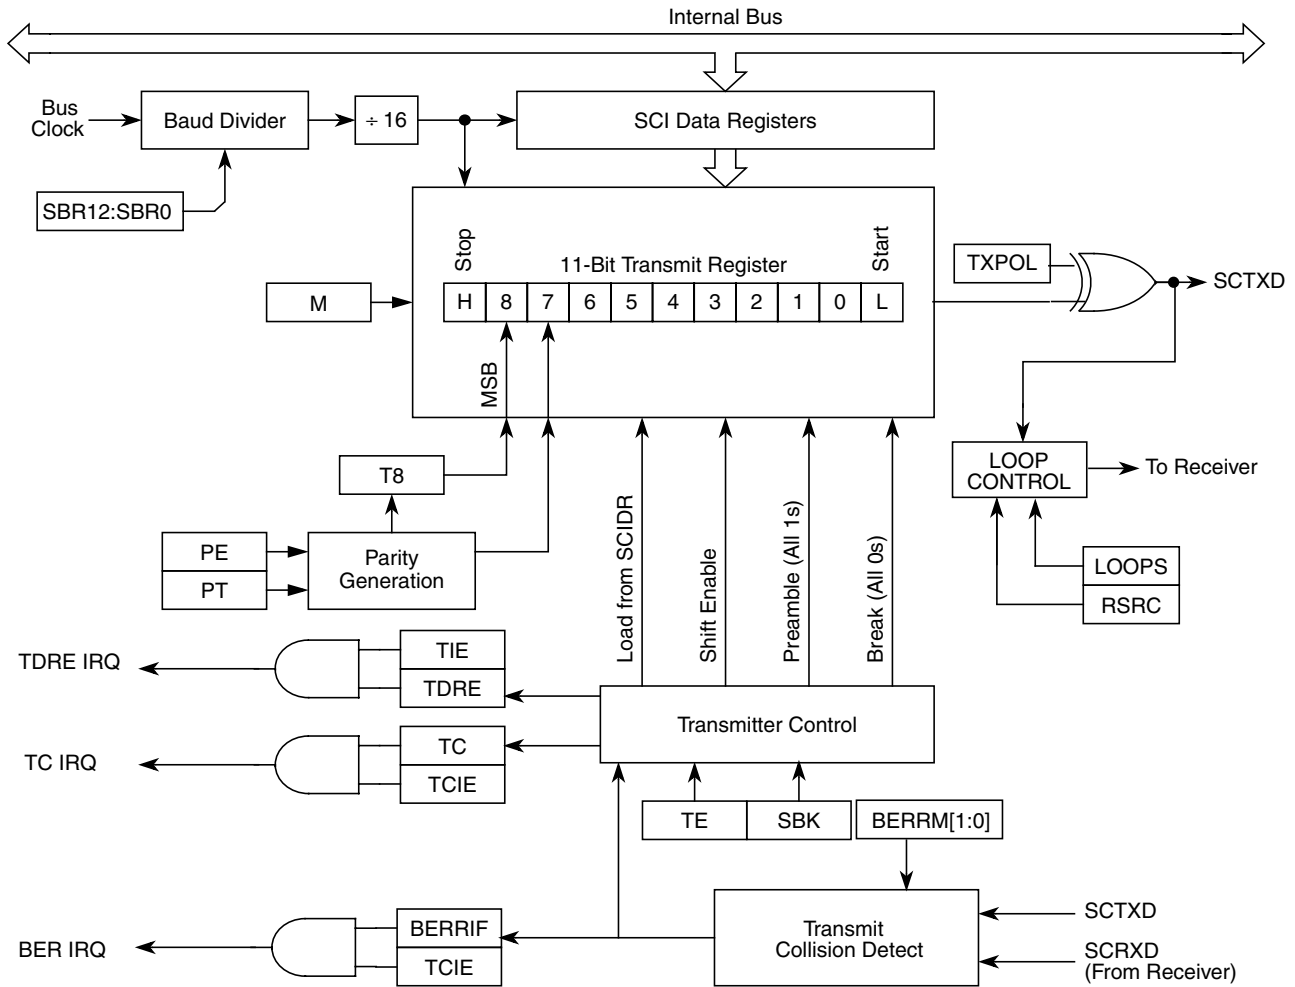 Internal Bus
Bus
Clock
Baud Divider
÷ 16
SCI Data Registers
SBR12:SBR0
Stop
11-Bit Transmit Register
Start
M
H 8 7 6 5 4 3 2 1 0 L
MSB
TXPOL
SCTXD
T8
LOOP
CONTROL
To Receiver
PE
PT
Parity
Generation
Load from SCIDR
Shift Enable
Preamble (All 1s)
Break (All 0s)
LOOPS
RSRC
TDRE IRQ
TIE
TDRE
Transmitter Control
TC IRQ
TC
TCIE
TE
SBK
BERRM[1:0]
BER IRQ
BERRIF
TCIE
Transmit
Collision Detect
SCTXD
SCRXD
(From Receiver)